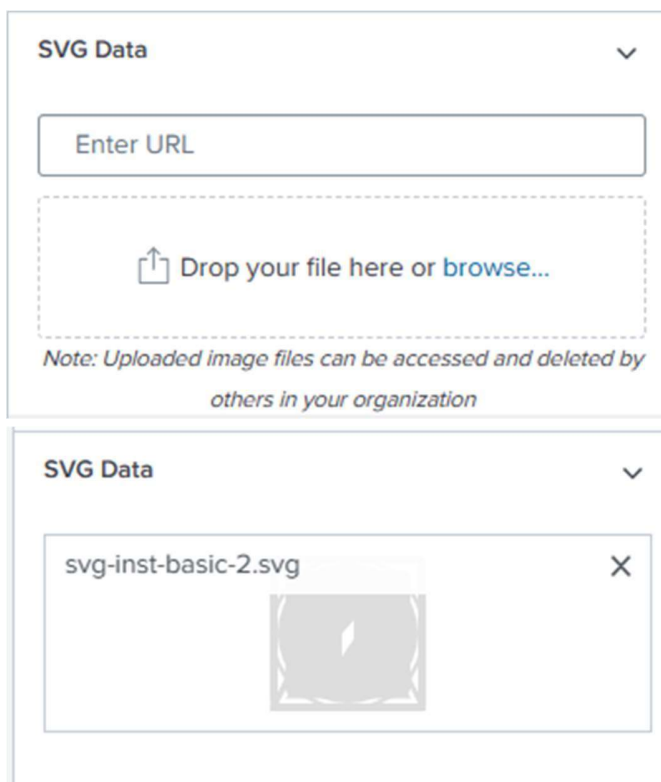 SVG Data
Enter URL
Drop your file here or browse...
Note: Uploaded image files can be accessed and deleted by
others in your organization
SVG Data
svg-inst-basic-2.svg